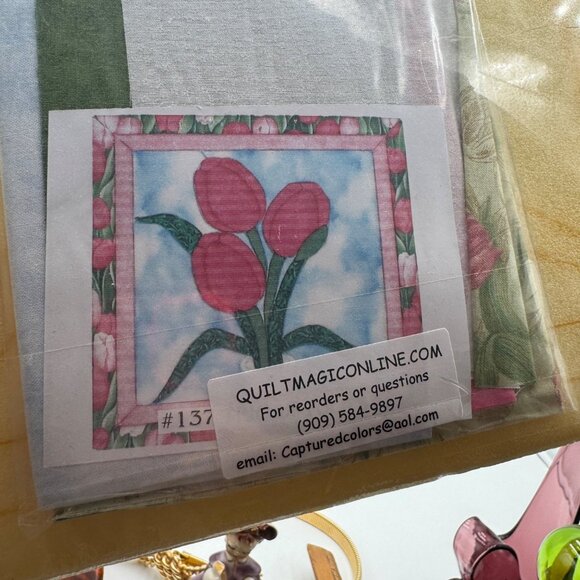 #137
QUILTMAGICONLINE.COM
For reorders or questions
(909) 584-9897
email: Capturedcolors@aol.com